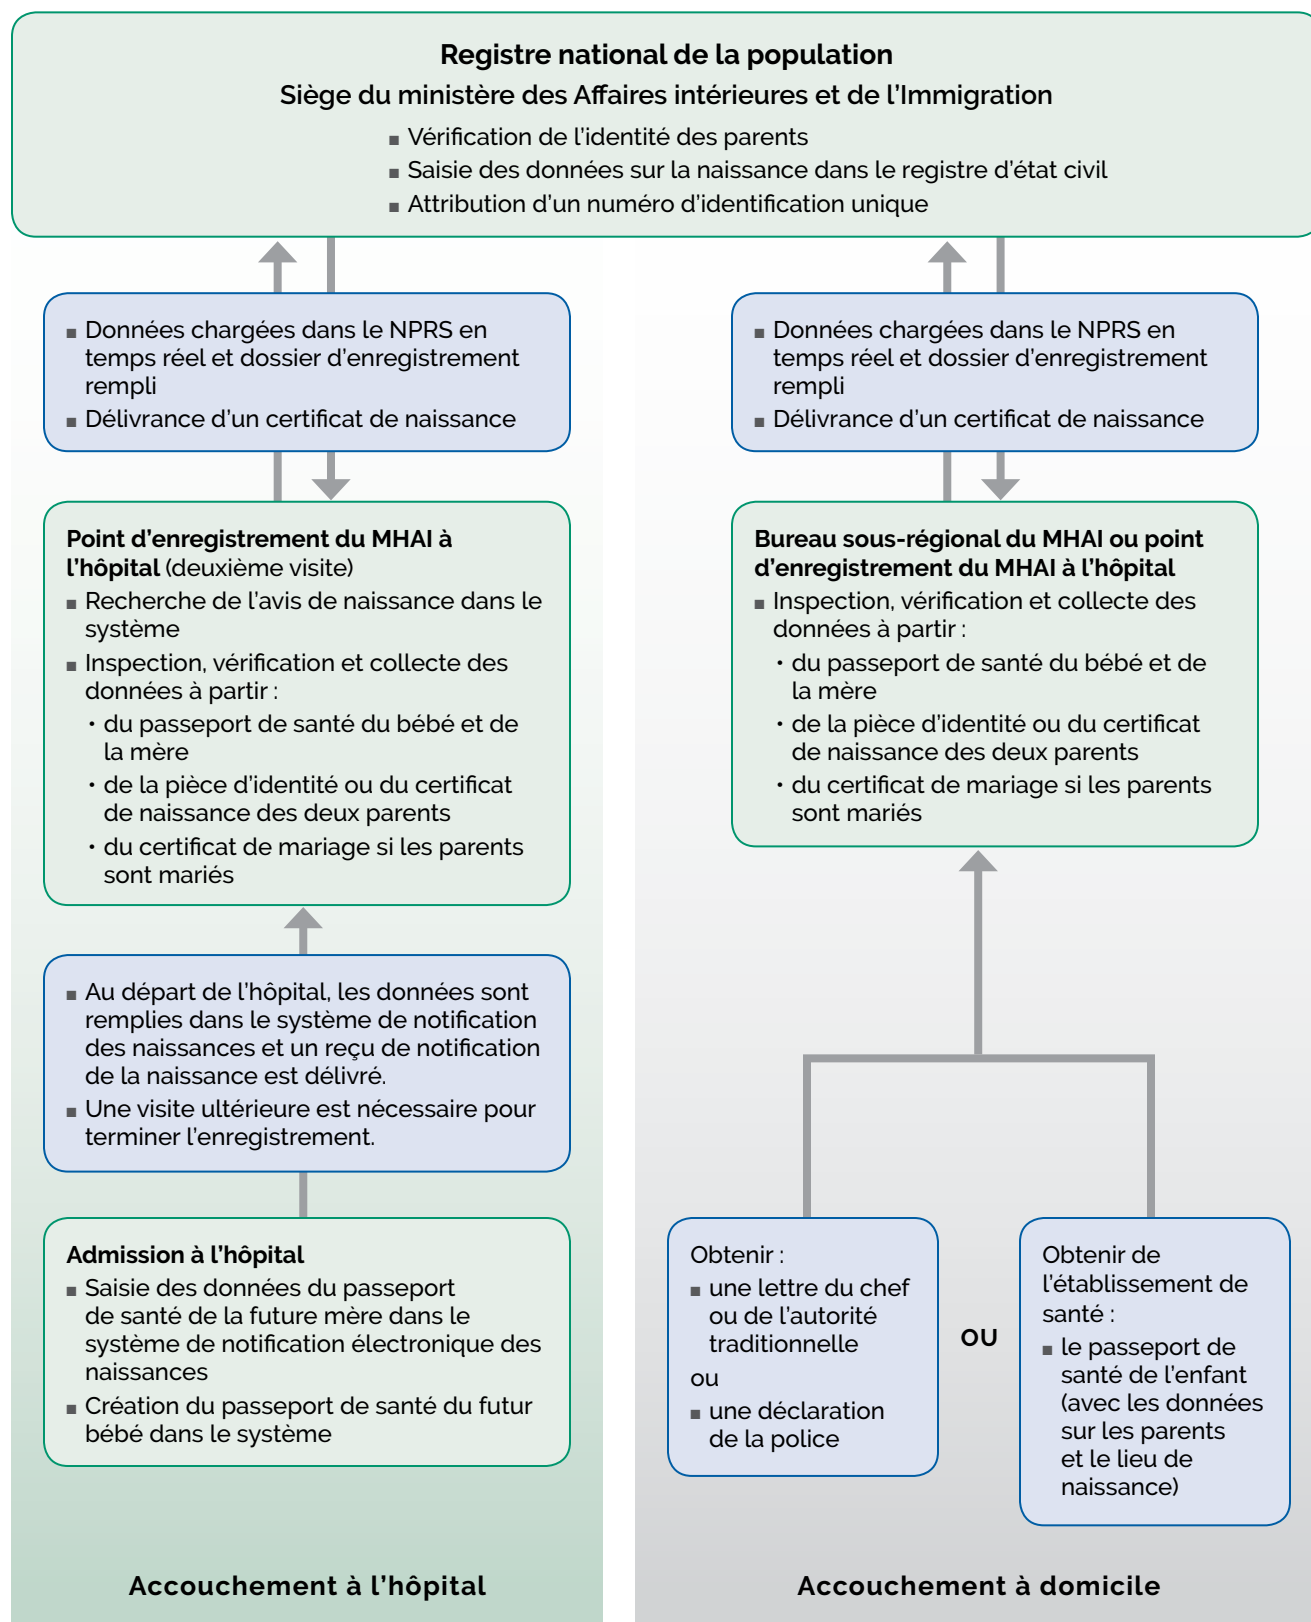 Registre national de la population
Siège du ministère des Affaires intérieures et de l'Immigration
▪ Vérification de l'identité des parents
▪ Saisie des données sur la naissance dans le registre d'état civil
▪ Attribution d'un numéro d'identification unique
▪ Données chargées dans le NPRS en
temps réel et dossier d'enregistrement
rempli
▪ Délivrance d'un certificat de naissance
Point d'enregistrement du MHAI à
l'hôpital (deuxième visite)
▪ Recherche de l'avis de naissance dans le
système
▪ Inspection, vérification et collecte des
données à partir :
• du passeport de santé du bébé et de
la mère
• de la pièce d'identité ou du certificat
de naissance des deux parents
• du certificat de mariage si les parents
sont mariés
▪ Au départ de l'hôpital, les données sont
remplies dans le système de notification
des naissances et un reçu de notification
de la naissance est délivré.
▪ Une visite ultérieure est nécessaire pour
terminer l'enregistrement.
Admission à l'hôpital
▪ Saisie des données du passeport
de santé de la future mère dans le
système de notification électronique des
naissances
▪ Création du passeport de santé du futur
bébé dans le système
Accouchement à l'hôpital
▪ Données chargées dans le NPRS en
temps réel et dossier d'enregistrement
rempli
▪ Délivrance d'un certificat de naissance
Bureau sous-régional du MHAI ou point
d'enregistrement du MHAI à l'hôpital
▪ Inspection, vérification et collecte des
données à partir :
• du passeport de santé du bébé et de
la mère
• de la pièce d'identité ou du certificat
de naissance des deux parents
• du certificat de mariage si les parents
sont mariés
Obtenir :
▪ une lettre du chef
ou de l'autorité
traditionnelle
ou
▪ une déclaration
de la police
OU
Obtenir de
l'établissement de
santé :
▪ le passeport de
santé de l'enfant
(avec les données
sur les parents
et le lieu de
naissance)
Accouchement à domicile